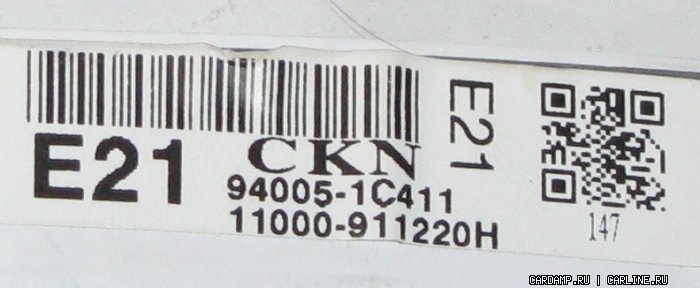 E21
CKN
94005-1C411
11000-911220H
E21
147
CARDAMP.RU | CARLINE.RU